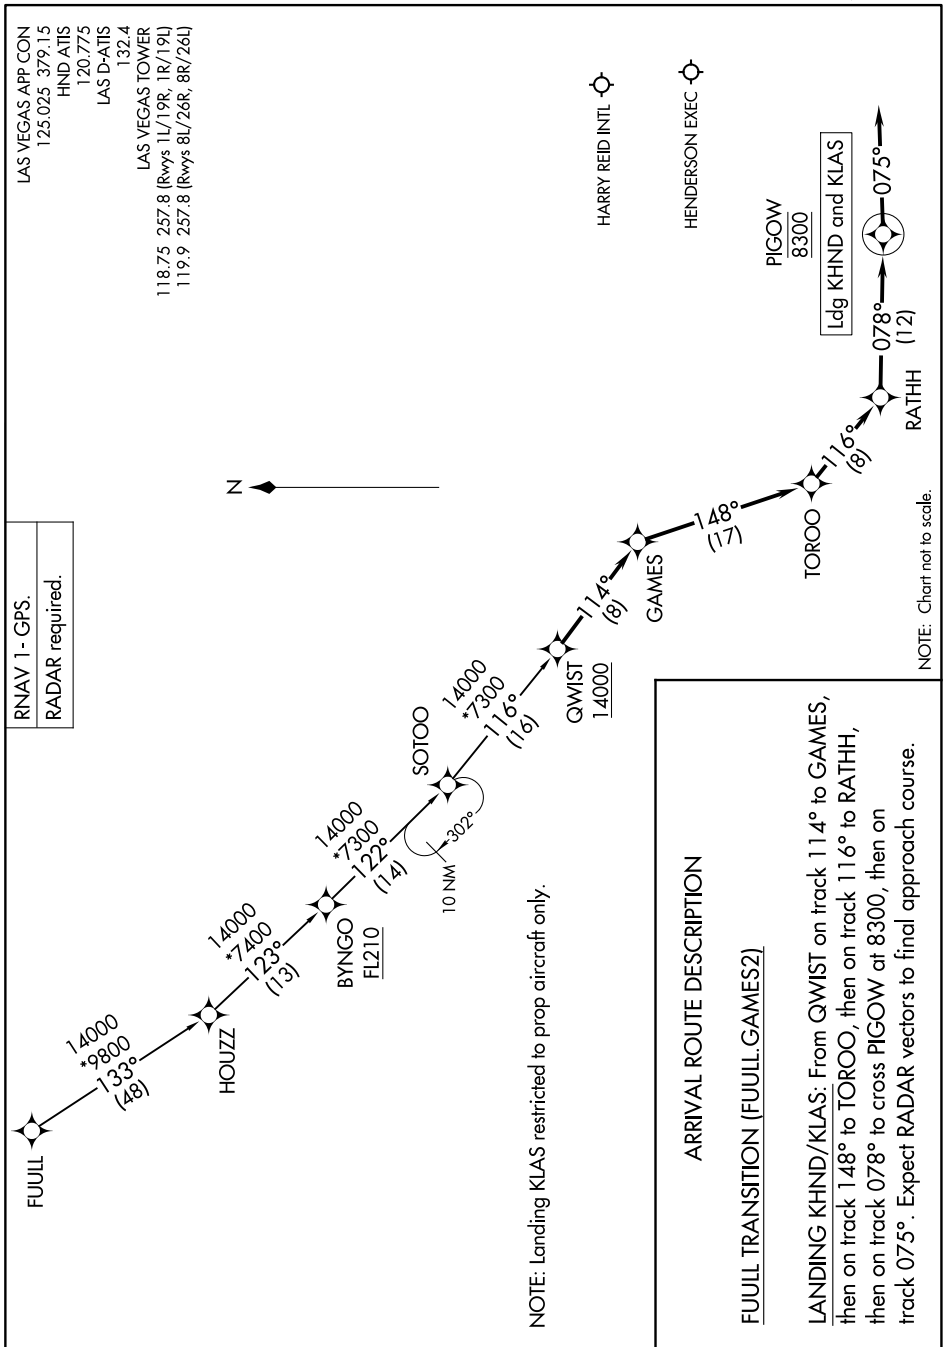 RNAV 1 - GPS.
RADAR required.
LAS VEGAS APP CON
125.025 379.15
HND ATIS
120.775
LAS D-ATIS
132.4
LAS VEGAS TOWER
118.75 257.8 (Rwys 1L/19R, 1R/19L)
119.9 257.8 (Rwys 8L/26R, 8R/26L)
FUULL
14000
*9800
133°
(48)
HOUZZ
14000
*7400
123°
(13)
BYNGO
FL210
14000
*7300
122°
(14)
SOTOO
10 NM
302°
14000
*7300
116°
(16)
QWIST
14000
N
114°
(8)
GAMES
148°
(17)
TOROO
116°
(8)
RATHH
078°
(12)
PIGOW
8300
Ldg KHND and KLAS
075°
HARRY REID INTL
HENDERSON EXEC
NOTE: Landing KLAS restricted to prop aircraft only.
NOTE: Chart not to scale.
ARRIVAL ROUTE DESCRIPTION
FUULL TRANSITION (FUULL.GAMES2)
LANDING KHND/KLAS: From QWIST on track 114° to GAMES,
then on track 148° to TOROO, then on track 116° to RATHH,
then on track 078° to cross PIGOW at 8300, then on
track 075°. Expect RADAR vectors to final approach course.